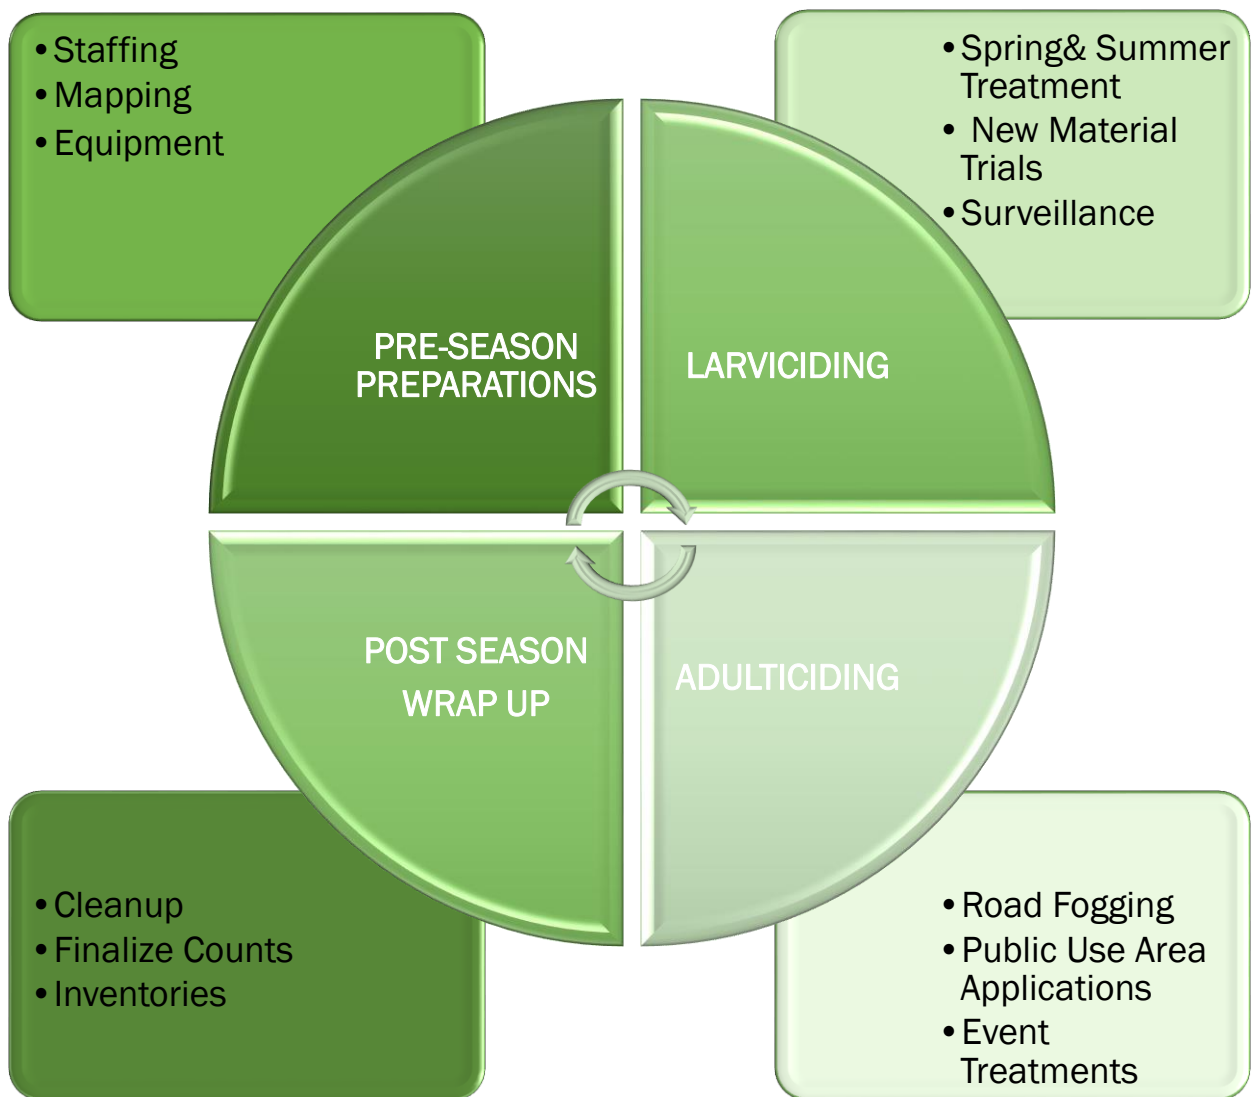 •Staffing
•Mapping
•Equipment
•Spring& Summer
Treatment
• New Material
Trials
•Surveillance
PRE-SEASON
PREPARATIONS
LARVICIDING
POST SEASON
WRAP UP
ADULTICIDING
•Cleanup
•Finalize Counts
•Inventories
•Road Fogging
•Public Use Area
Applications
•Event
Treatments